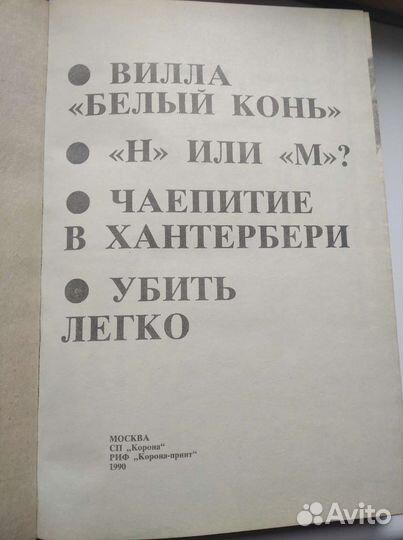 ● ВИЛЛА
«БЕЛЫЙ КОНЬ»
● «Н» ИЛИ «М»?
● ЧАЕПИТИЕ
В ХАНТЕРБЕРИ
● УБИТЬ
ЛЕГКО
МОСКВА
СП „Корона“
РИФ „Корона-принт“
1990
Avito